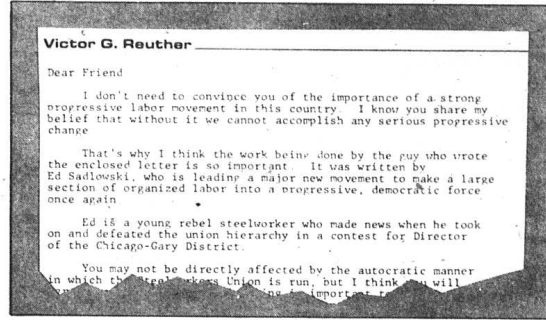 Victor G. Reuther
Dear Friend
I don't need to convince you of the importance of a strong
progressive labor movement in this country. I know you share my
belief that without it we cannot accomplish any serious progressive
change
That's why I think the work being done by the guy who wrote
the enclosed letter is so important. It was written by
Ed Sadlowski, who is leading a major new movement to make a large
section of organized labor into a progressive, democratic force
once again
Ed is a young rebel steelworker who made news when he took
on and defeated the union hierarchy in a contest for Director
of the Chicago-Gary District.
You may not be directly affected by the autocratic manner
in which the Steelworkers Union is run, but I think you will
important